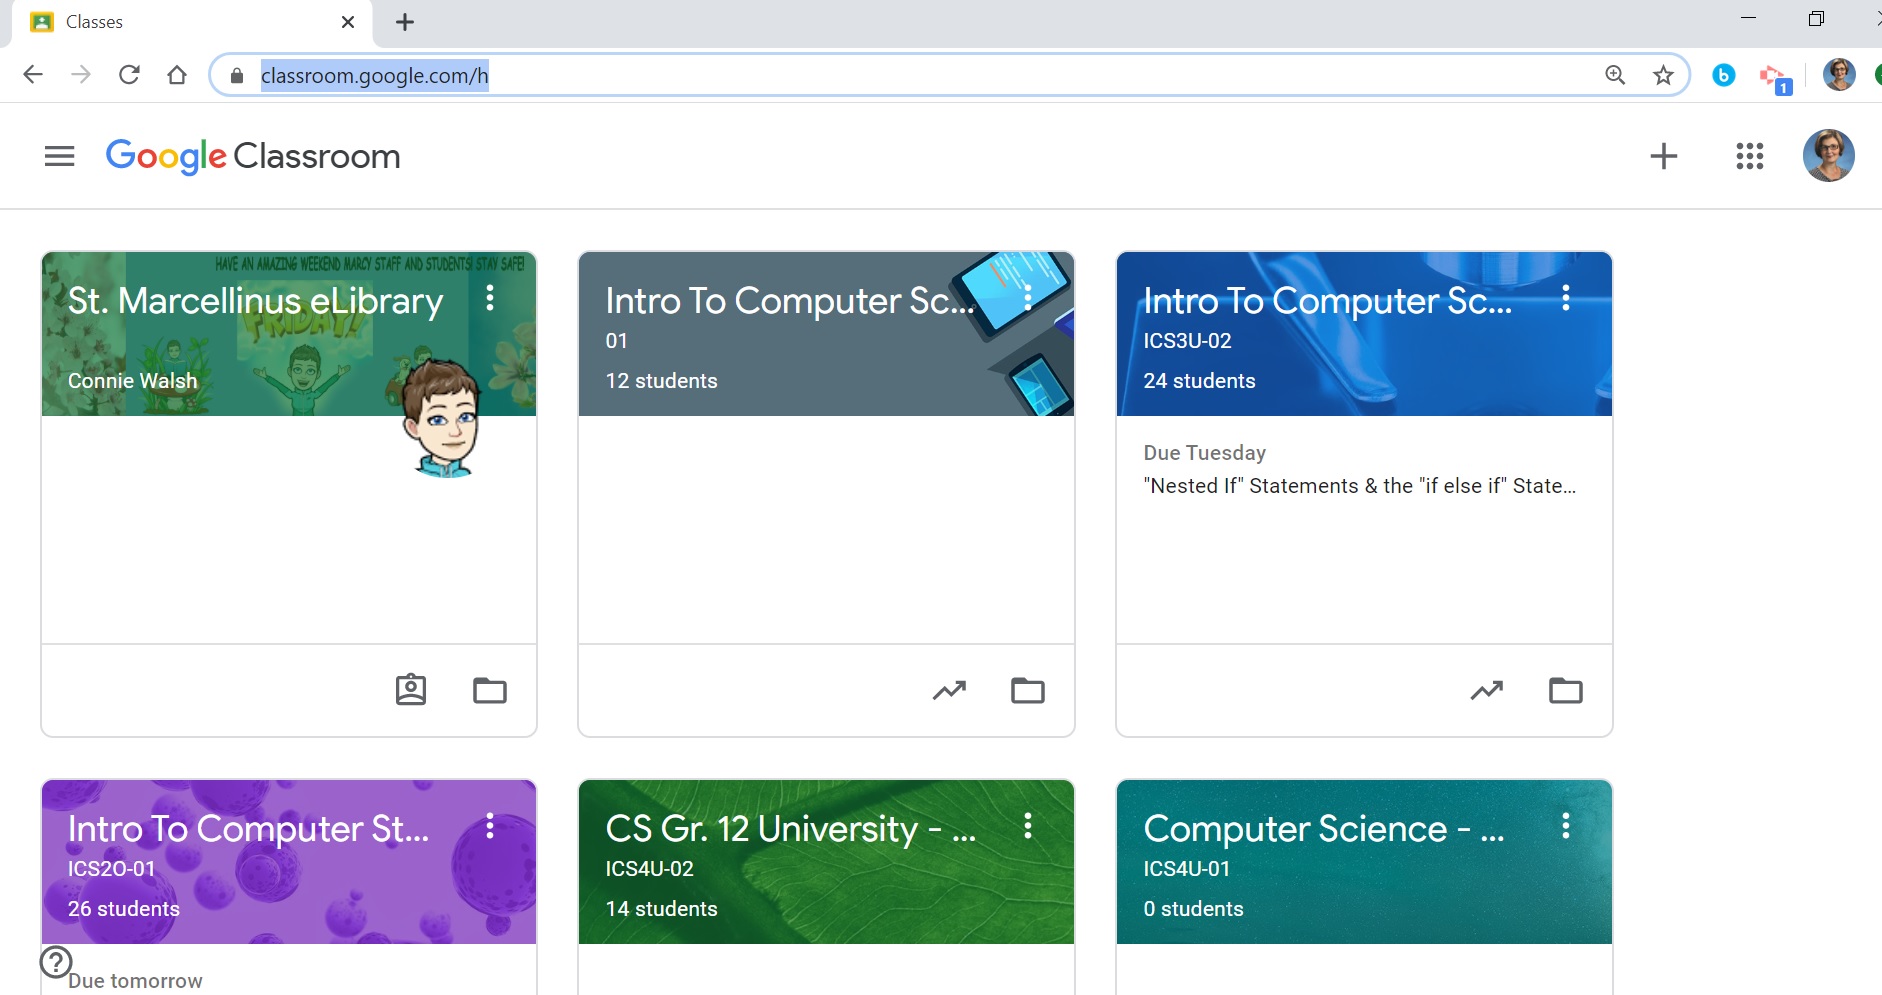 Classes
classroom.google.com/h
b
1
Google Classroom
HAVE AN AMAZING WEEKEND MARCY STAFF AND STUDENTS! STAY SAFE!
St. Marcellinus eLibrary
FRIDAY!
Connie Walsh
Intro To Computer Sc...
01
12 students
Intro To Computer Sc...
ICS3U-02
24 students
Due Tuesday
"Nested If" Statements & the "if else if" State...
Intro To Computer St...
ICS2O-01
26 students
Due tomorrow
CS Gr. 12 University - ...
ICS4U-02
14 students
Computer Science - ...
ICS4U-01
0 students
?